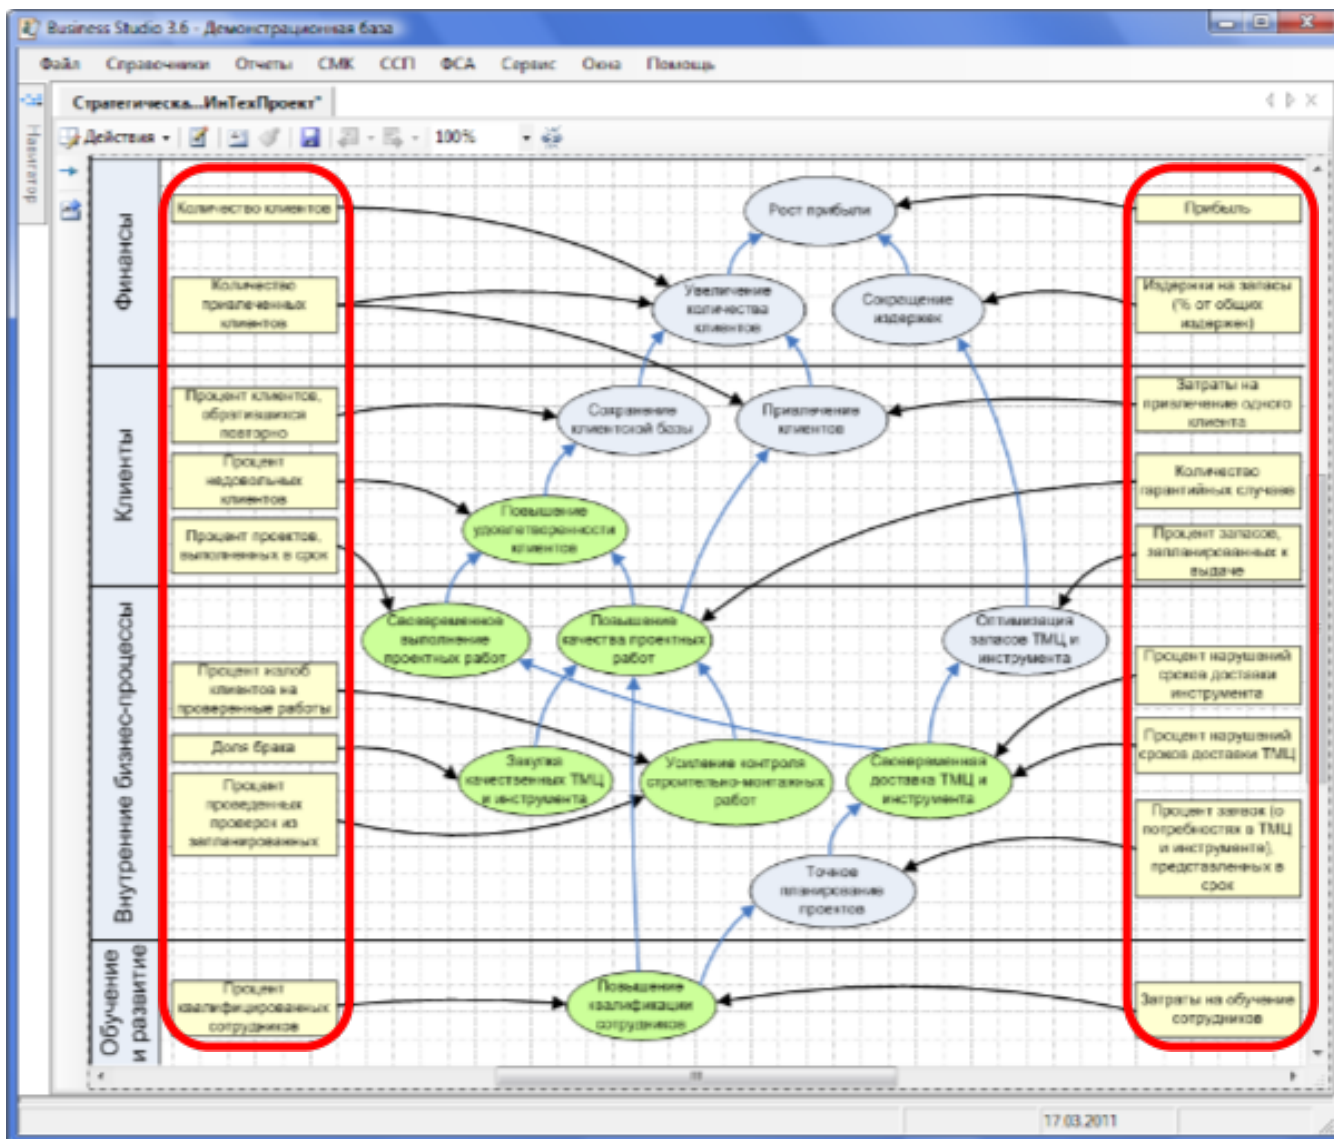 Business Studio 3.6 - Демонстрационная база
Файл Справочники Отчеты СМК ССП ФСА Сервис Окна Помощь
Навигатор
Стратегическа...ИнТехПроект*
Действия 100%
Финансы
Количество клиентов
Рост прибыли
Прибыль
Количество
привлеченных
клиентов
Увеличение
количества
клиентов
Сокращение
издержек
Издержки на запасы
(% от общих
издержек)
Клиенты
Процент клиентов,
обратившихся
повторно
Сохранение
клиентской базы
Привлечение
клиентов
Затраты на
привлечение одного
клиента
Процент
недовольных
клиентов
Количество
гарантийных случаев
Повышение
удовлетворенности
клиентов
Процент проектов,
выполненных в срок
Процент запасов,
запланированных к
выдаче
Внутренние бизнес-процессы
Своевременное
выполнение
проектных работ
Повышение
качества проектных
работ
Оптимизация
запасов ТМЦ и
инструмента
Процент жалоб
клиентов на
проверенные работы
Процент нарушений
сроков доставки
инструмента
Доля брака
Закупка
качественных ТМЦ
и инструмента
Усиление контроля
строительно-монтажных
работ
Своевременная
доставка ТМЦ и
инструмента
Процент нарушений
сроков доставки ТМЦ
Процент
проведенных
проверок из
запланированных
Процент заявок (о
потребностях в ТМЦ
и инструменте),
представленных в
срок
Точное
планирование
проектов
Обучение
и развитие
Процент
квалифицированных
сотрудников
Повышение
квалификации
сотрудников
Затраты на обучение
сотрудников
17.03.2011